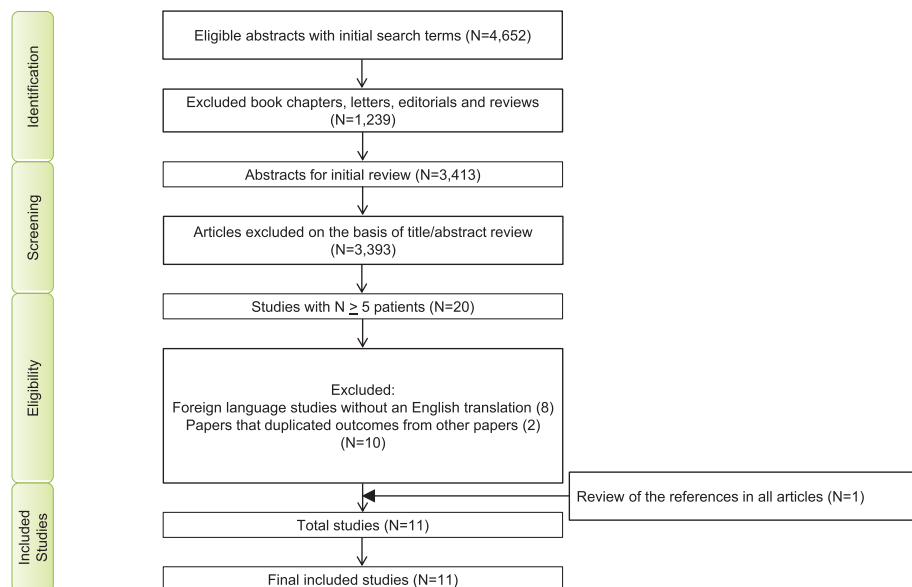 Identification
Eligible abstracts with initial search terms (N=4,652)
Excluded book chapters, letters, editorials and reviews
(N=1,239)
Screening
Abstracts for initial review (N=3,413)
Articles excluded on the basis of title/abstract review
(N=3,393)
Eligibility
Studies with N ≥ 5 patients (N=20)
Excluded:
Foreign language studies without an English translation (8)
Papers that duplicated outcomes from other papers (2)
(N=10)
Review of the references in all articles (N=1)
Included
Studies
Total studies (N=11)
Final included studies (N=11)